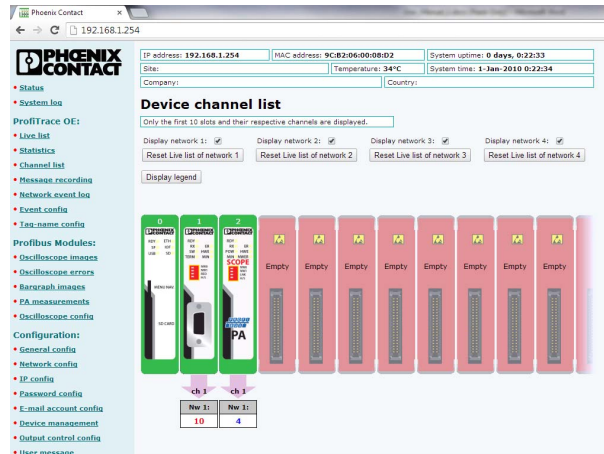 Phoenix Contact
192.168.1.254
PHŒNIX
CONTACT
IP address: 192.168.1.254
MAC address: 9C:B2:06:00:08:D2
System uptime: 0 days, 0:22:33
Site:
Temperature: 34°C
System time: 1-Jan-2010 0:22:34
Company:
Country:
Status
System log
ProfiTrace OE:
Live list
Statistics
Channel list
Message recording
Network event log
Event config
Tag-name config
Profibus Modules:
Oscilloscope images
Oscilloscope errors
Bargraph images
PA measurements
Oscilloscope config
Configuration:
General config
Network config
IP config
Password config
E-mail account config
Device management
Output control config
User message
Device channel list
Only the first 10 slots and their respective channels are displayed.
Display network 1:
Display network 2:
Display network 3:
Display network 4:
Reset Live list of network 1
Reset Live list of network 2
Reset Live list of network 3
Reset Live list of network 4
Display legend
0
1
2
RDY ETH
USB
MENU NAV
SD CARD
SCOPE
PA
Empty
Empty
Empty
Empty
Empty
Empty
Empty
ch 1
ch 1
Nw 1:
Nw 1:
10
4